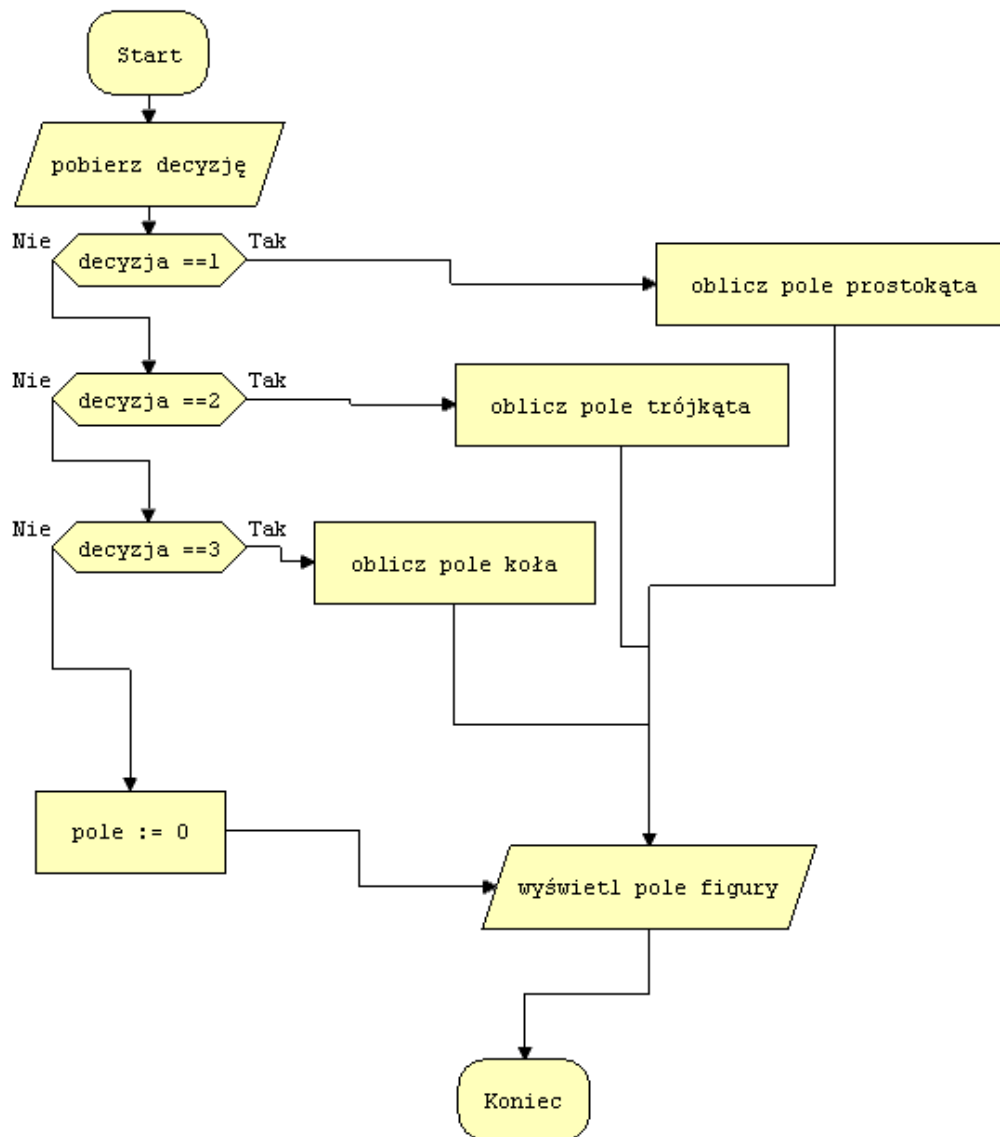 Start
pobierz decyzję
Nie
Tak
decyzja ==1
oblicz pole prostokąta
Nie
Tak
decyzja ==2
oblicz pole trójkąta
Nie
Tak
decyzja ==3
oblicz pole koła
pole := 0
wyświetl pole figury
Koniec